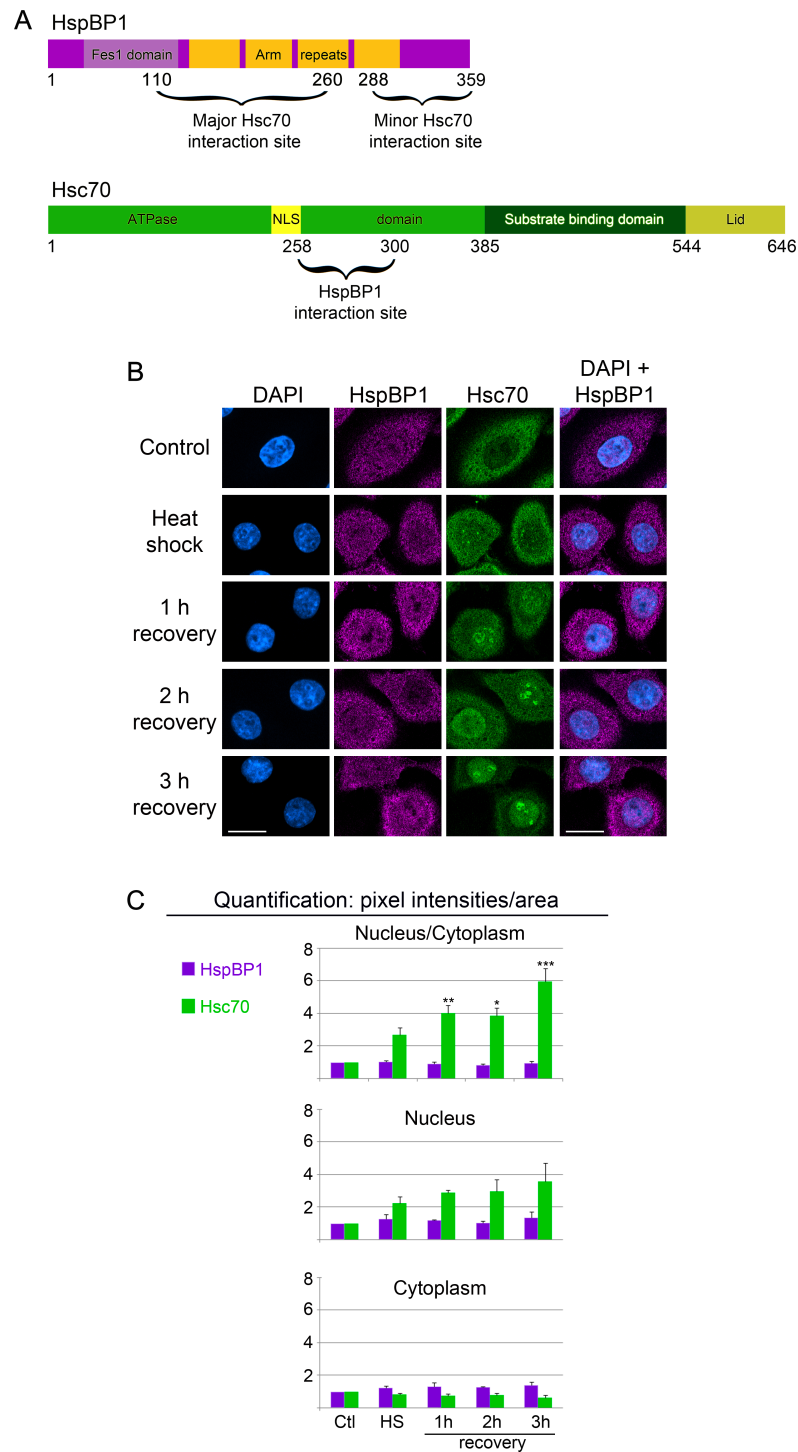 A
HspBP1
Fes1 domain Arm repeats
1 110 260 288 359
Major Hsc70 Minor Hsc70
interaction site interaction site
Hsc70
ATPase NLS domain Substrate binding domain Lid
1 258 300 385 544 646
HspBP1
interaction site
B
DAPI HspBP1 Hsc70 DAPI +
HspBP1
Control
Heat
shock
1 h
recovery
2 h
recovery
3 h
recovery
C
Quantification: pixel intensities/area
Nucleus/Cytoplasm
HspBP1
Hsc70
8
6
4
2
** * ***
Nucleus
8
6
4
2
Cytoplasm
8
6
4
2
Ctl HS 1h 2h 3h
recovery